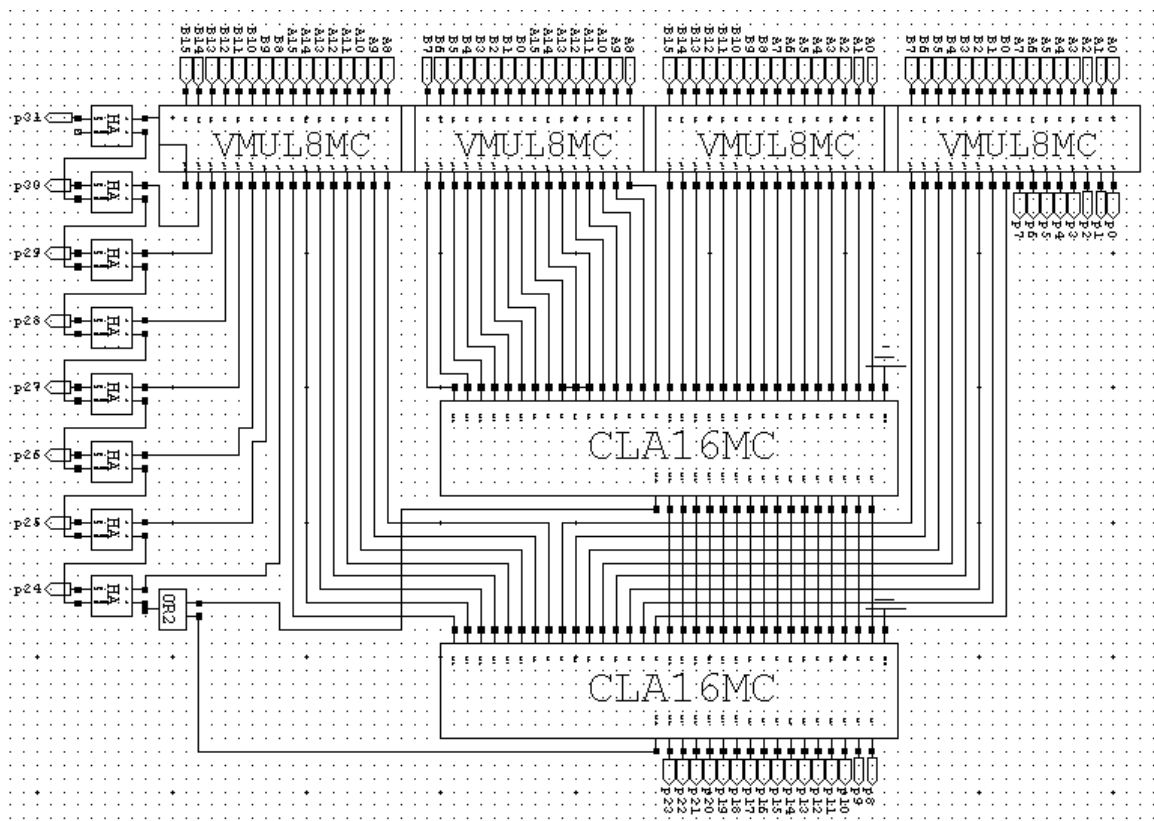 B15 B14 B13 B12 B11 B10 B9 B8 A15 A14 A13 A12 A11 A10 A9 A8
B7 B6 B5 B4 B3 B2 B1 B0 A15 A14 A13 A12 A11 A10 A9 A8
B15 B14 B13 B12 B11 B10 B9 B8 A7 A6 A5 A4 A3 A2 A1 A0
B7 B6 B5 B4 B3 B2 B1 B0 A7 A6 A5 A4 A3 A2 A1 A0
p31 HA
VMUL8MC VMUL8MC VMUL8MC VMUL8MC
p30 HA
p7 p6 p5 p4 p3 p2 p1 p0
p29 HA
p28 HA
p27 HA
CLA16MC
p26 HA
p25 HA
p24 HA
OR2
CLA16MC
p23 p22 p21 p20 p19 p18 p17 p16 p15 p14 p13 p12 p11 p10 p9 p8